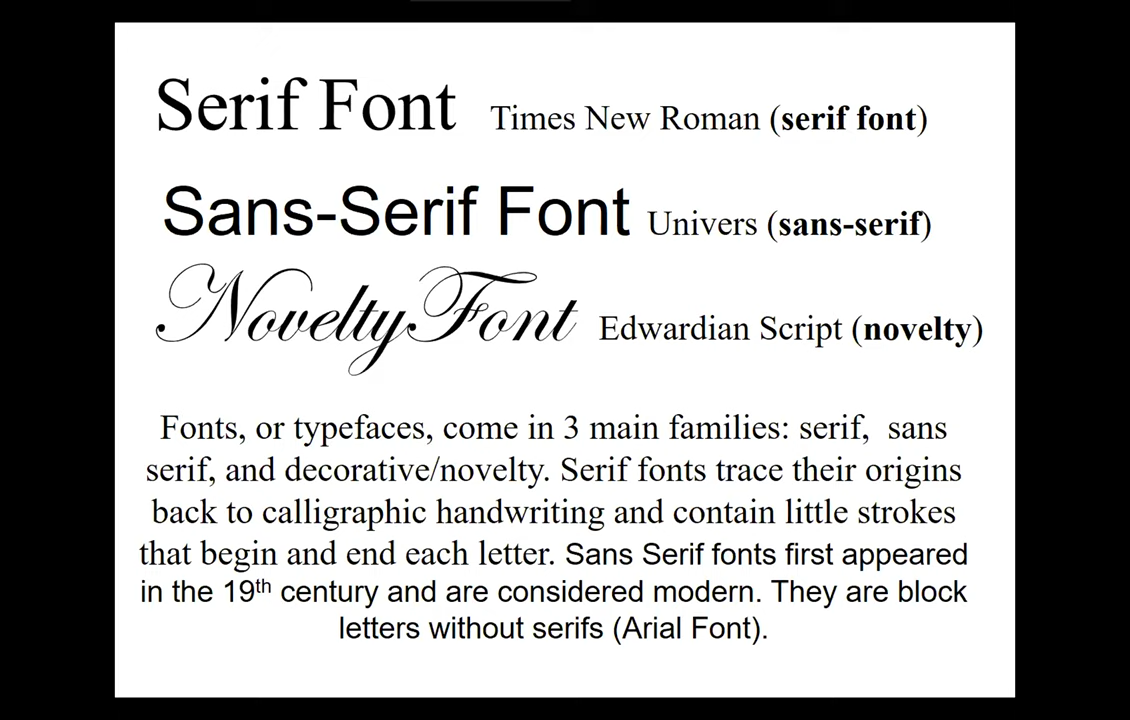 Serif Font Times New Roman (serif font)
Sans-Serif Font Univers (sans-serif)
Novelty Font Edwardian Script (novelty)
Fonts, or typefaces, come in 3 main families: serif, sans
serif, and decorative/novelty. Serif fonts trace their origins
back to calligraphic handwriting and contain little strokes
that begin and end each letter. Sans Serif fonts first appeared
in the 19th century and are considered modern. They are block
letters without serifs (Arial Font).